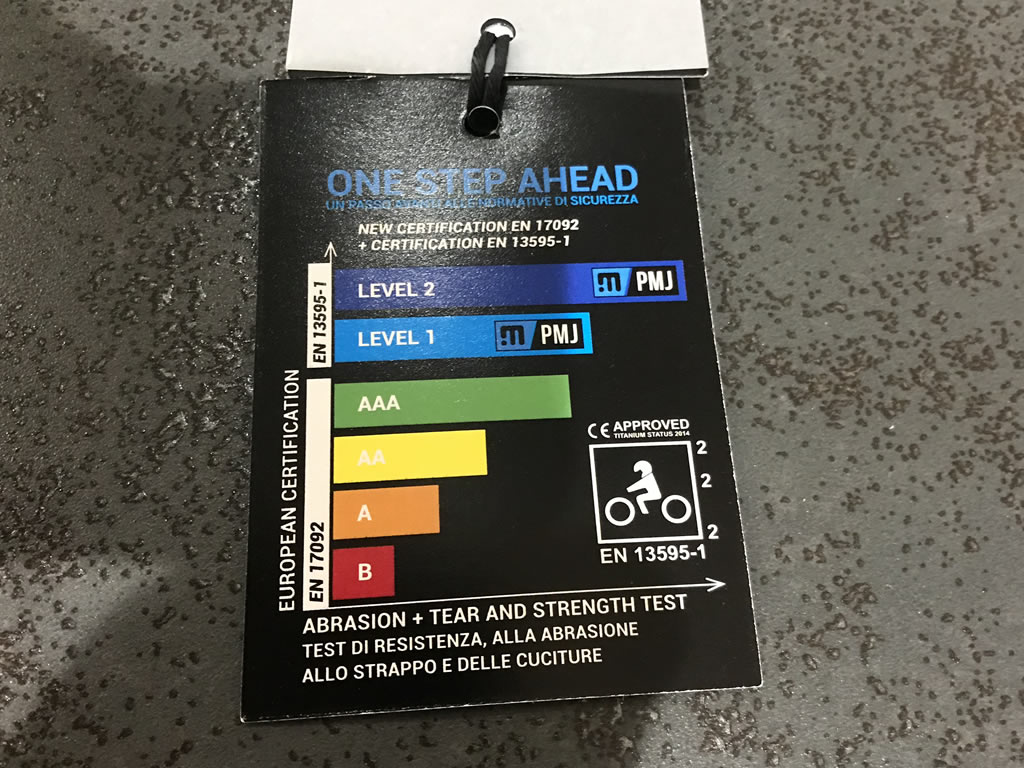 ONE STEP AHEAD
UN PASSO AVANTI ALLE NORMATIVE DI SICUREZZA
NEW CERTIFICATION EN 17092
+ CERTIFICATION EN 13595-1
EN 13595-1
LEVEL 2
m PMJ
LEVEL 1
m PMJ
EUROPEAN CERTIFICATION
EN 17092
AAA
AA
A
B
CE APPROVED
TITANIUM STATUS 2014
2
2
2
EN 13595-1
ABRASION + TEAR AND STRENGTH TEST
TEST DI RESISTENZA, ALLA ABRASIONE
ALLO STRAPPO E DELLE CUCITURE